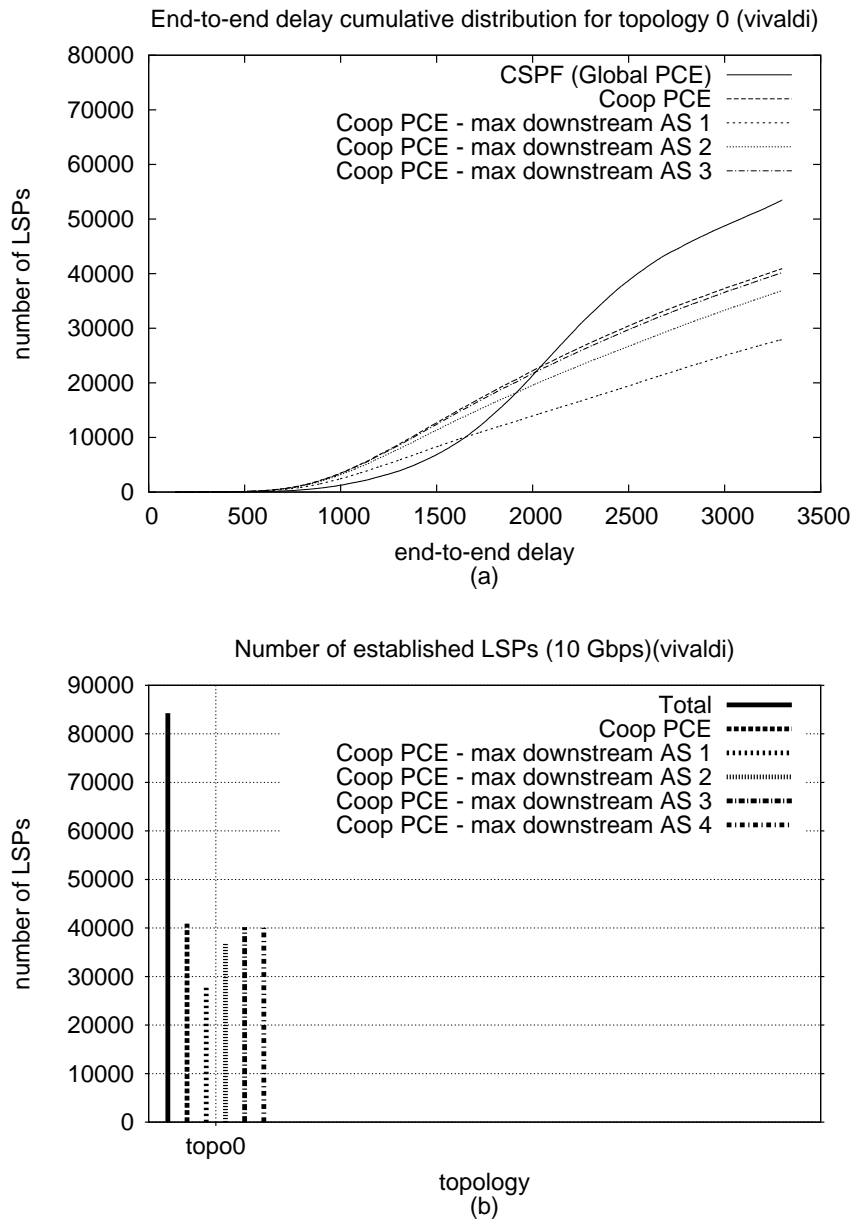 End-to-end delay cumulative distribution for topology 0 (vivaldi)
80000
70000
60000
50000
40000
30000
20000
10000
0
number of LSPs
CSPF (Global PCE)
Coop PCE
Coop PCE - max downstream AS 1
Coop PCE - max downstream AS 2
Coop PCE - max downstream AS 3
0 500 1000 1500 2000 2500 3000 3500
end-to-end delay
(a)
Number of established LSPs (10 Gbps)(vivaldi)
90000
80000
70000
60000
50000
40000
30000
20000
10000
0
number of LSPs
Total
Coop PCE
Coop PCE - max downstream AS 1
Coop PCE - max downstream AS 2
Coop PCE - max downstream AS 3
Coop PCE - max downstream AS 4
topo0
topology
(b)